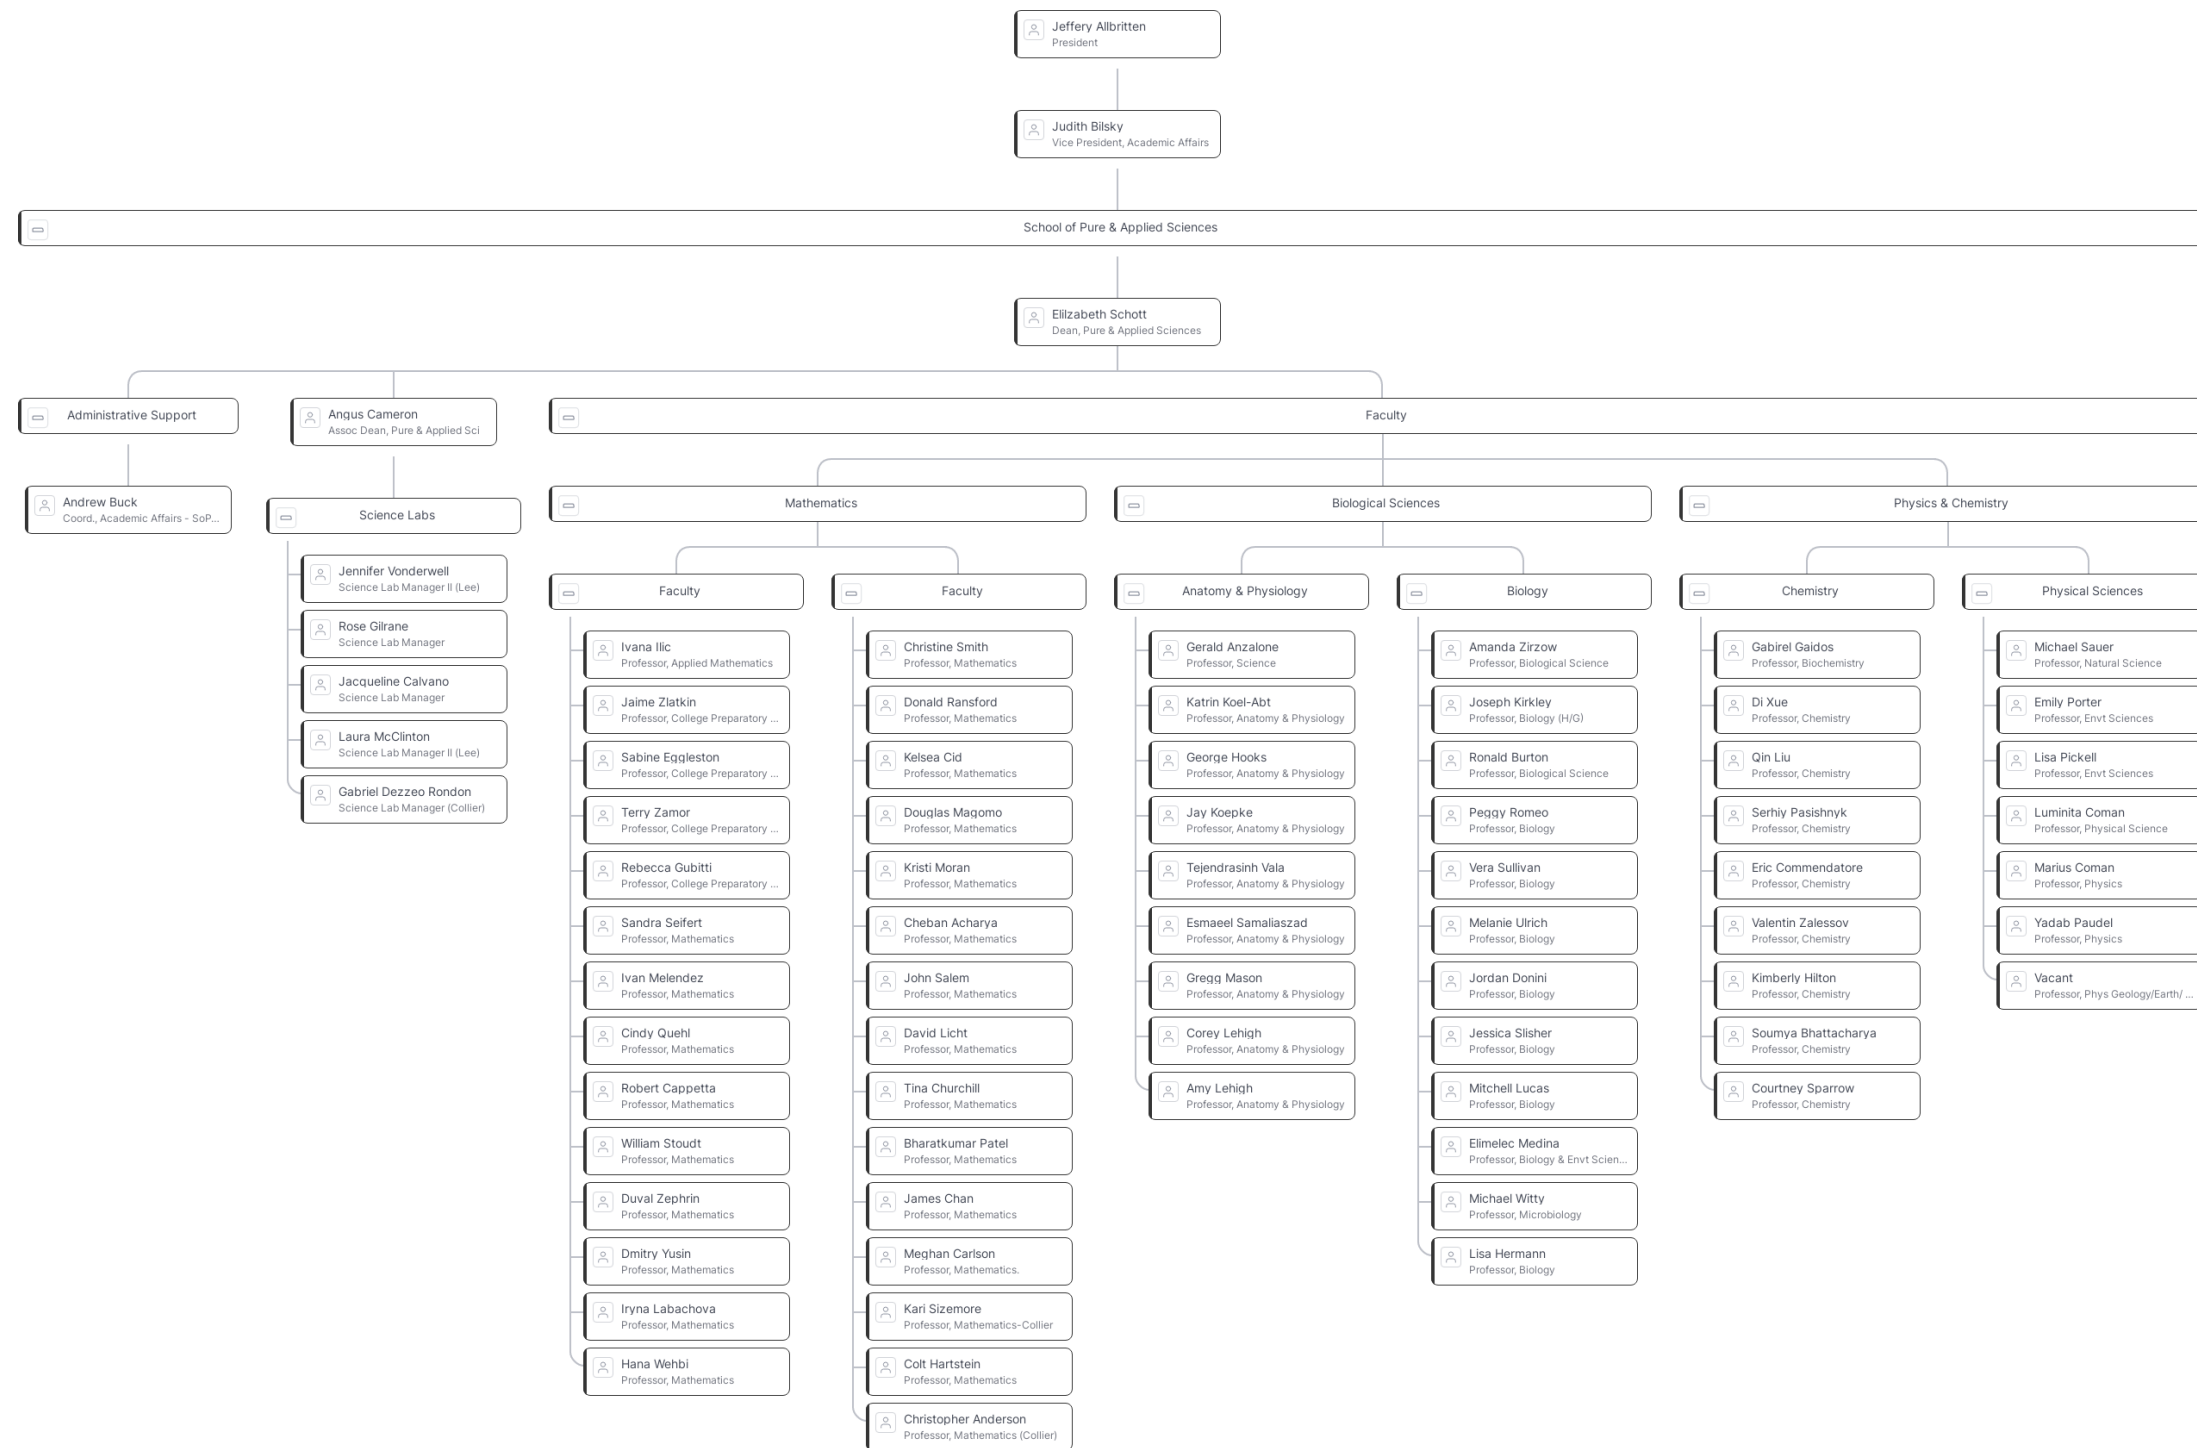 Jeffery Allbritten
President
Judith Bilsky
Vice President, Academic Affairs
School of Pure & Applied Sciences
Elilzabeth Schott
Dean, Pure & Applied Sciences
Administrative Support
Andrew Buck
Coord., Academic Affairs - SoP...
Angus Cameron
Assoc Dean, Pure & Applied Sci
Science Labs
Jennifer Vonderwell
Science Lab Manager II (Lee)
Rose Gilrane
Science Lab Manager
Jacqueline Calvano
Science Lab Manager
Laura McClinton
Science Lab Manager II (Lee)
Gabriel Dezzeo Rondon
Science Lab Manager (Collier)
Faculty
Mathematics
Faculty
Ivana Ilic
Professor, Applied Mathematics
Jaime Zlatkin
Professor, College Preparatory ...
Sabine Eggleston
Professor, College Preparatory ...
Terry Zamor
Professor, College Preparatory ...
Rebecca Gubitti
Professor, College Preparatory ...
Sandra Seifert
Professor, Mathematics
Ivan Melendez
Professor, Mathematics
Cindy Quehl
Professor, Mathematics
Robert Cappetta
Professor, Mathematics
William Stoudt
Professor, Mathematics
Duval Zephrin
Professor, Mathematics
Dmitry Yusin
Professor, Mathematics
Iryna Labachova
Professor, Mathematics
Hana Wehbi
Professor, Mathematics
Faculty
Christine Smith
Professor, Mathematics
Donald Ransford
Professor, Mathematics
Kelsea Cid
Professor, Mathematics
Douglas Magomo
Professor, Mathematics
Kristi Moran
Professor, Mathematics
Cheban Acharya
Professor, Mathematics
John Salem
Professor, Mathematics
David Licht
Professor, Mathematics
Tina Churchill
Professor, Mathematics
Bharatkumar Patel
Professor, Mathematics
James Chan
Professor, Mathematics
Meghan Carlson
Professor, Mathematics.
Kari Sizemore
Professor, Mathematics-Collier
Colt Hartstein
Professor, Mathematics
Christopher Anderson
Professor, Mathematics (Collier)
Biological Sciences
Anatomy & Physiology
Gerald Anzalone
Professor, Science
Katrin Koel-Abt
Professor, Anatomy & Physiology
George Hooks
Professor, Anatomy & Physiology
Jay Koepke
Professor, Anatomy & Physiology
Tejendrasinh Vala
Professor, Anatomy & Physiology
Esmaeel Samaliaszad
Professor, Anatomy & Physiology
Gregg Mason
Professor, Anatomy & Physiology
Corey Lehigh
Professor, Anatomy & Physiology
Amy Lehigh
Professor, Anatomy & Physiology
Biology
Amanda Zirzow
Professor, Biological Science
Joseph Kirkley
Professor, Biology (H/G)
Ronald Burton
Professor, Biological Science
Peggy Romeo
Professor, Biology
Vera Sullivan
Professor, Biology
Melanie Ulrich
Professor, Biology
Jordan Donini
Professor, Biology
Jessica Slisher
Professor, Biology
Mitchell Lucas
Professor, Biology
Elimelec Medina
Professor, Biology & Envt Scien...
Michael Witty
Professor, Microbiology
Lisa Hermann
Professor, Biology
Physics & Chemistry
Chemistry
Gabirel Gaidos
Professor, Biochemistry
Di Xue
Professor, Chemistry
Qin Liu
Professor, Chemistry
Serhiy Pasishnyk
Professor, Chemistry
Eric Commendatore
Professor, Chemistry
Valentin Zalessov
Professor, Chemistry
Kimberly Hilton
Professor, Chemistry
Soumya Bhattacharya
Professor, Chemistry
Courtney Sparrow
Professor, Chemistry
Physical Sciences
Michael Sauer
Professor, Natural Science
Emily Porter
Professor, Envt Sciences
Lisa Pickell
Professor, Envt Sciences
Luminita Coman
Professor, Physical Science
Marius Coman
Professor, Physics
Yadab Paudel
Professor, Physics
Vacant
Professor, Phys Geology/Earth/ ...